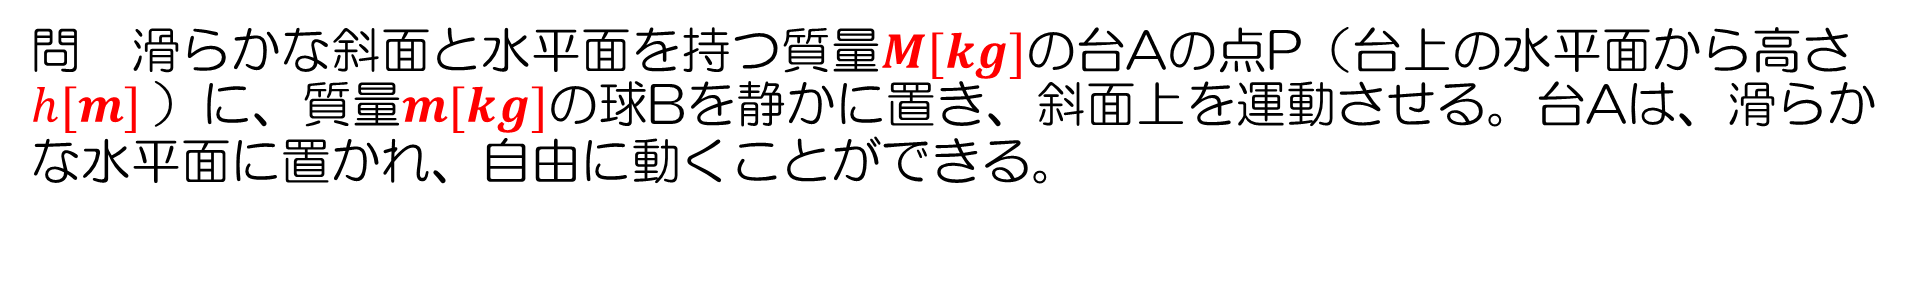 問　滑らかな斜面と水平面を持つ質量M[kg]の台Aの点P（台上の水平面から高さ
h[m]）に、質量m[kg]の球Bを静かに置き、斜面上を運動させる。台Aは、滑らか
な水平面に置かれ、自由に動くことができる。